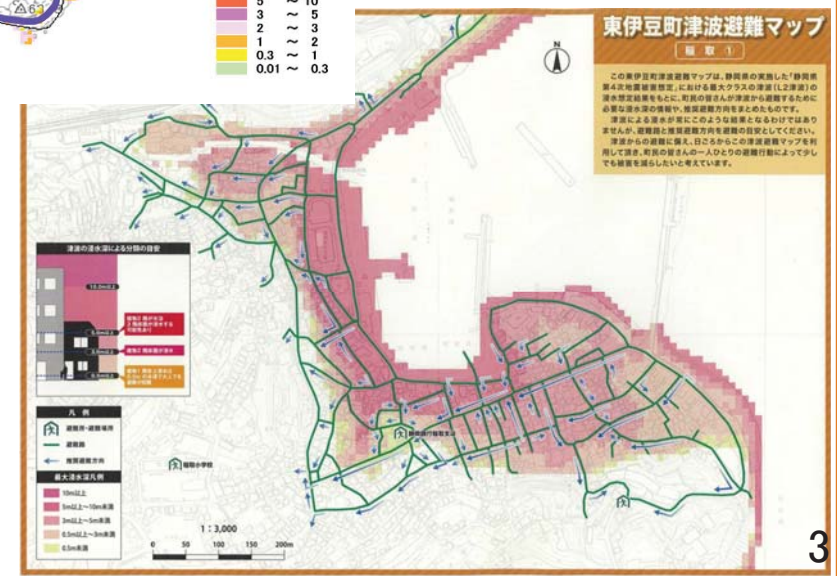 63
5 ～ 10
3 ～ 5
2 ～ 3
1 ～ 2
0.3 ～ 1
0.01 ～ 0.3
東伊豆町津波避難マップ
稲取①
N
この東伊豆町津波避難マップは、静岡県の実施した「静岡県
第4次地震被害想定」における最大クラスの津波(L2津波)の
浸水想定結果をもとに、町民の皆さんが津波から避難するために
必要な浸水深の情報や、推奨避難方向をまとめたものです。
津波による浸水が常にこのような結果となるわけではあり
ませんが、避難路と推奨避難方向を避難の目安としてください。
津波からの避難に備え、日ごろからこの津波避難マップを利
用して頂き、町民の皆さんの一人ひとりの避難行動によって少し
でも被害を減らしたいと考えています。
津波の浸水深による分類の目安
10.0m以上
凡例
避難所・避難場所
避難路
推奨避難方向
最大浸水深凡例
10m以上
5m以上～10m未満
3m以上～5m未満
0.5m以上～3m未満
0.5m未満
稲取小学校
1：3,000
0 50 100 150 200m
3